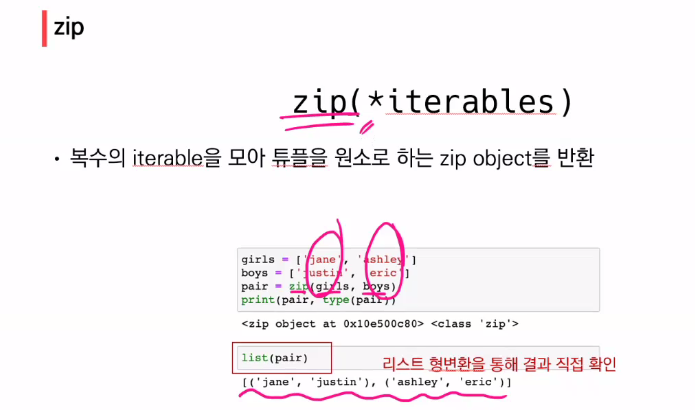 zip
zip(*iterables)
• 복수의 iterable을 모아 튜플을 원소로 하는 zip object를 반환
girls = ['jane', 'ashley']
boys = ['justin', 'eric']
pair = zip(girls, boys)
print(pair, type(pair))
<zip object at 0x10e500c80> <class 'zip'>
list(pair)
리스트 형변환을 통해 결과 직접 확인
[('jane', 'justin'), ('ashley', 'eric')]